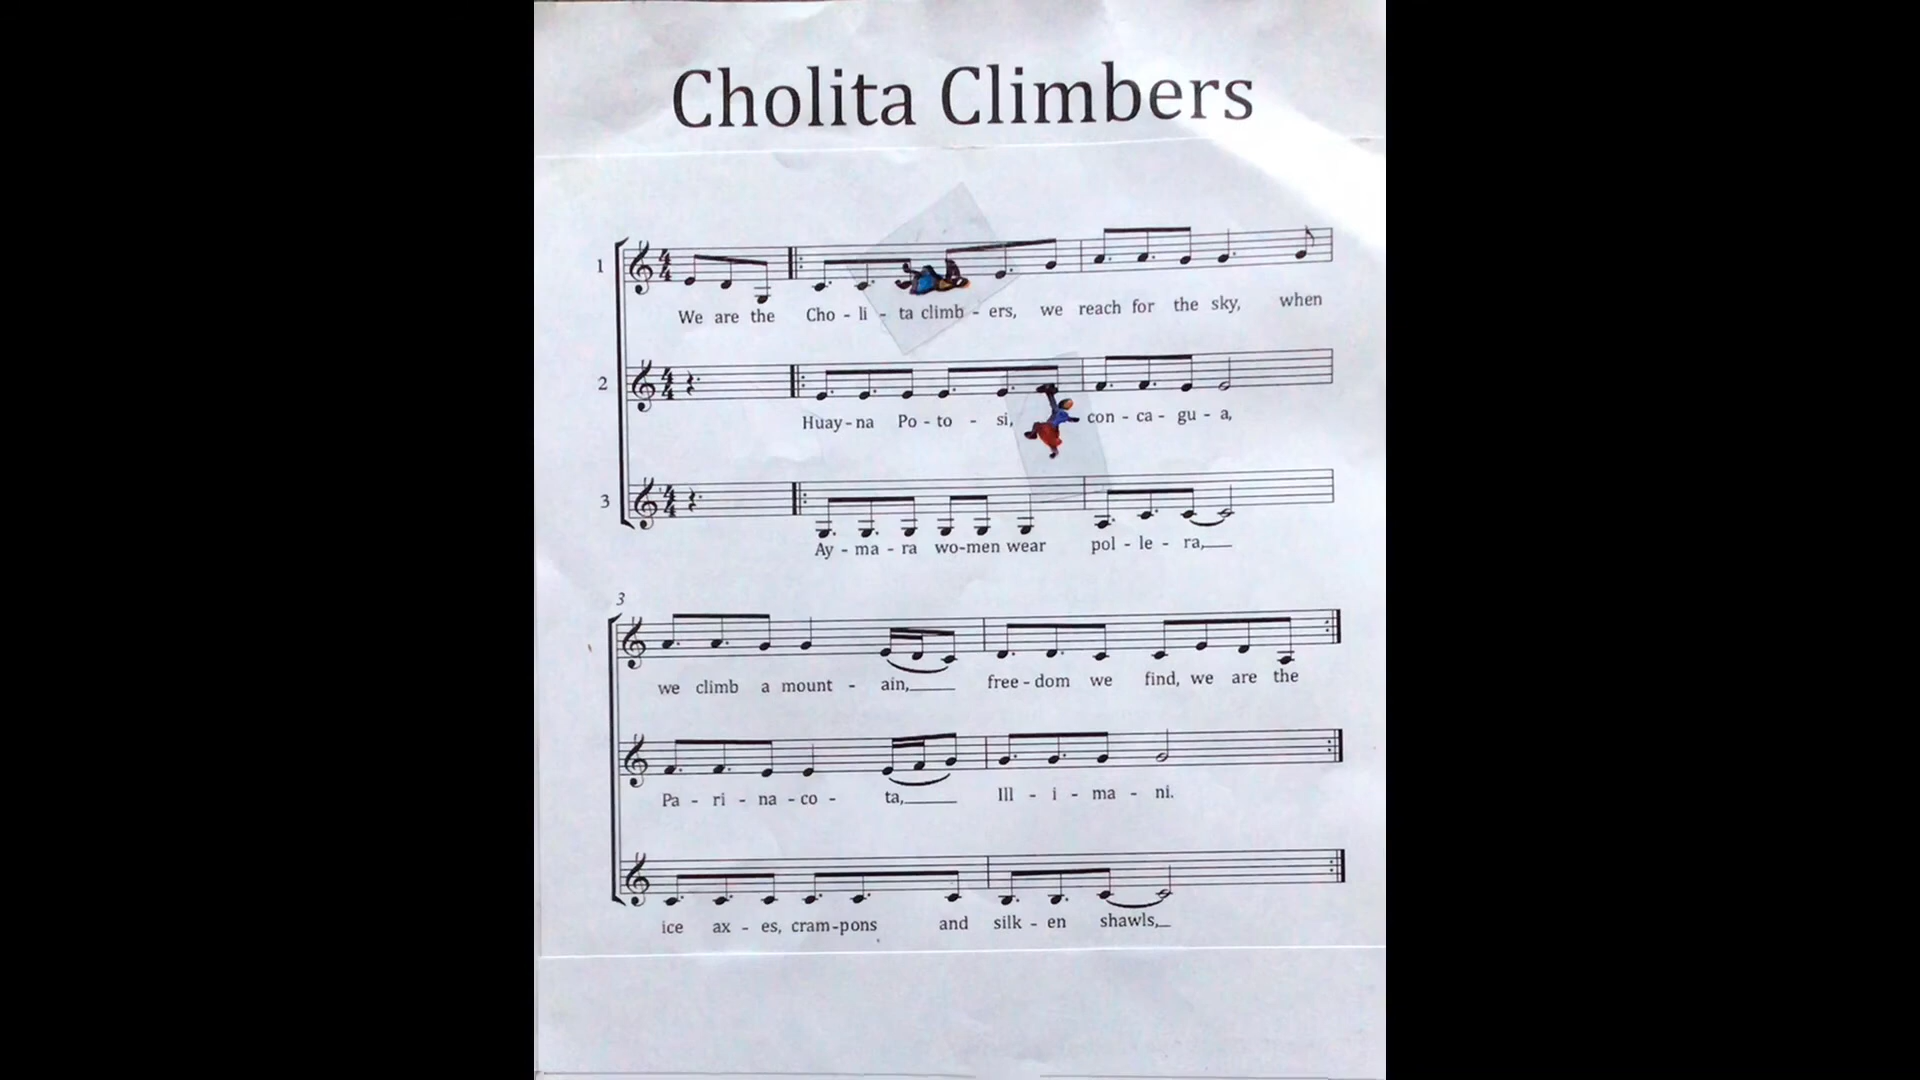 Cholita Climbers
1
We are the Cho - li - ta climb - ers, we reach for the sky, when
2
Huay - na Po - to - si, con - ca - gu - a,
3
Ay - ma - ra wo - men wear pol - le - ra,
3
we climb a mount - ain, free - dom we find, we are the
Pa - ri - na - co - ta, Ill - i - ma - ni.
ice ax - es, cram - pons and silk - en shawls,